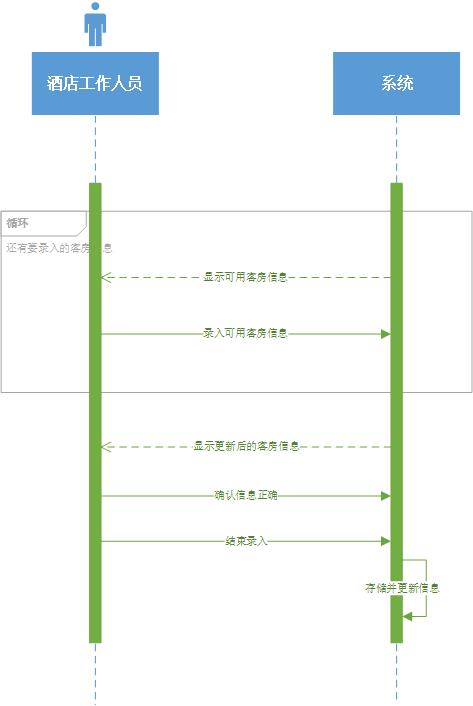 酒店工作人员
系统
循环
还有要录入的客房信息
显示可用客房信息
录入可用客房信息
显示更新后的客房信息
确认信息正确
结束录入
存储并更新信息